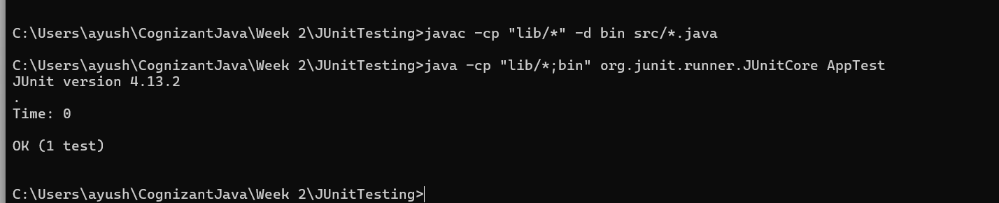 C:\Users\ayush\CognizantJava\Week 2\JUnitTesting>javac -cp "lib/*" -d bin src/*.java
C:\Users\ayush\CognizantJava\Week 2\JUnitTesting>java -cp "lib/*;bin" org.junit.runner.JUnitCore AppTest
JUnit version 4.13.2
.
Time: 0
OK (1 test)
C:\Users\ayush\CognizantJava\Week 2\JUnitTesting>